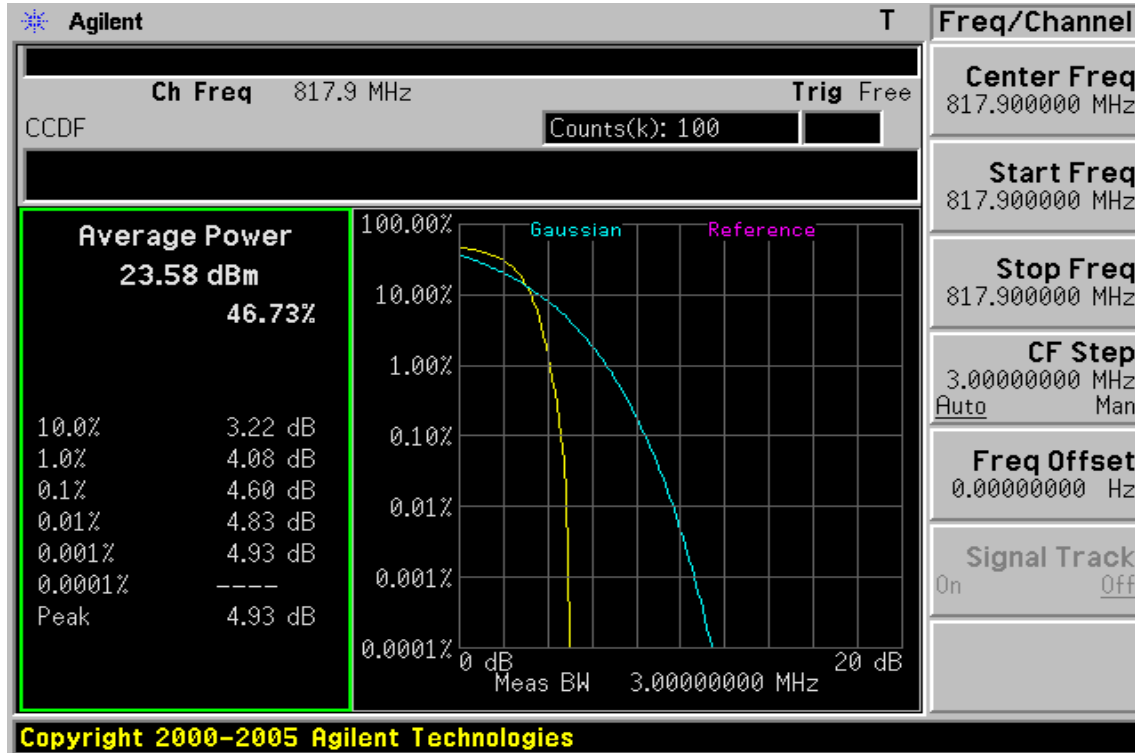 Agilent T
Ch Freq 817.9 MHz Trig Free
CCDF Counts(k): 100
Average Power
23.58 dBm
46.73%
10.0% 3.22 dB
1.0% 4.08 dB
0.1% 4.60 dB
0.01% 4.83 dB
0.001% 4.93 dB
0.0001% ----
Peak 4.93 dB
Gaussian Reference
100.00%
10.00%
1.00%
0.10%
0.01%
0.001%
0.0001%
0 dB 20 dB
Meas BW 3.00000000 MHz
Freq/Channel
Center Freq
817.900000 MHz
Start Freq
817.900000 MHz
Stop Freq
817.900000 MHz
CF Step
3.00000000 MHz
Auto Man
Freq Offset
0.00000000 Hz
Signal Track
On Off
Copyright 2000-2005 Agilent Technologies